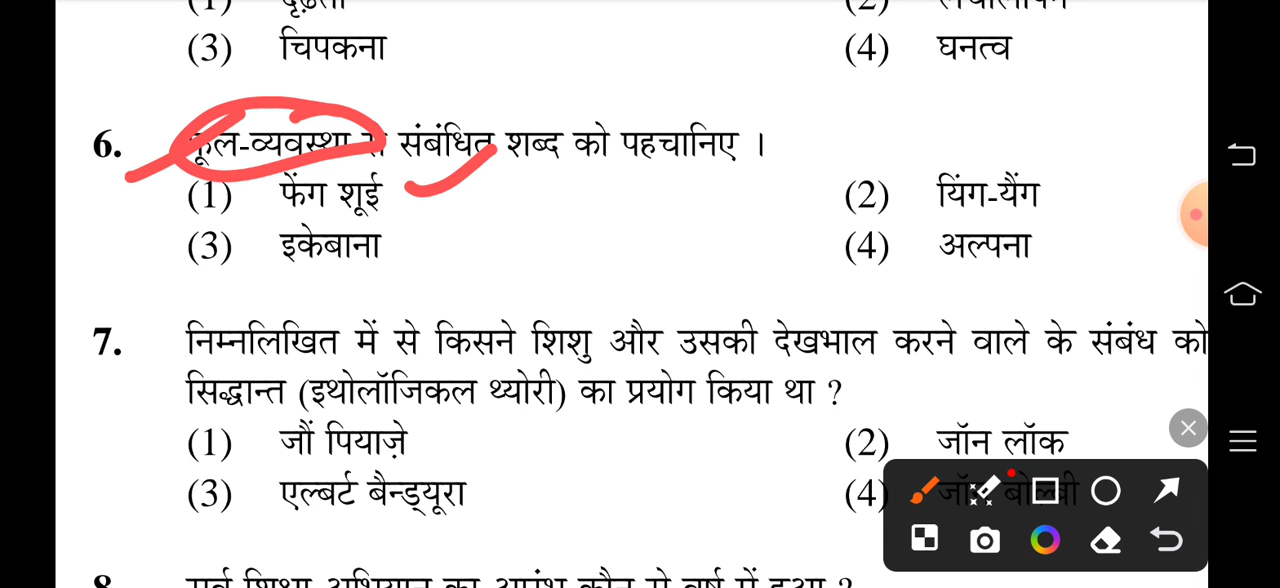 (3) चिपकना (4) घनत्व
6. फूल-व्यवस्था से संबंधित शब्द को पहचानिए ।
(1) फेंग शूई (2) यिंग-यैंग
(3) इकेबाना (4) अल्पना
7. निम्नलिखित में से किसने शिशु और उसकी देखभाल करने वाले के संबंध को
सिद्धान्त (इथोलॉजिकल थ्योरी) का प्रयोग किया था ?
(1) जौं पियाज़े (2) जॉन लॉक
(3) एल्बर्ट बैन्ड्यूरा (4) जॉन बोल्बी